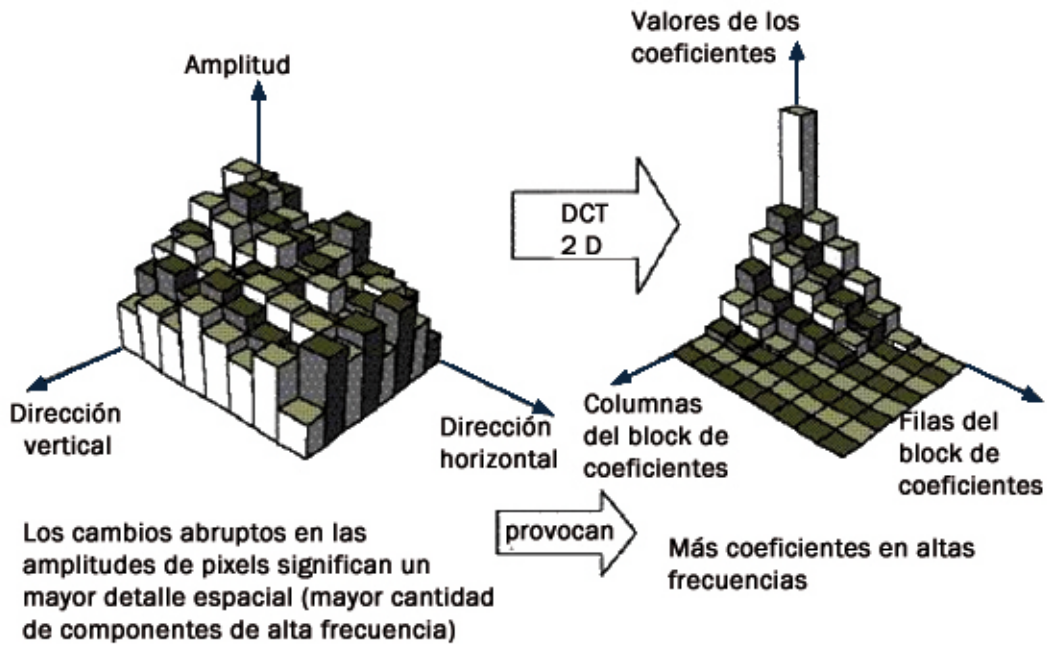 Valores de los
coeficientes
Amplitud
DCT
2 D
Dirección
vertical
Dirección
horizontal
Columnas
del block de
coeficientes
Filas del
block de
coeficientes
Los cambios abruptos en las
amplitudes de pixels significan un
mayor detalle espacial (mayor cantidad
de componentes de alta frecuencia)
provocan
Más coeficientes en altas
frecuencias